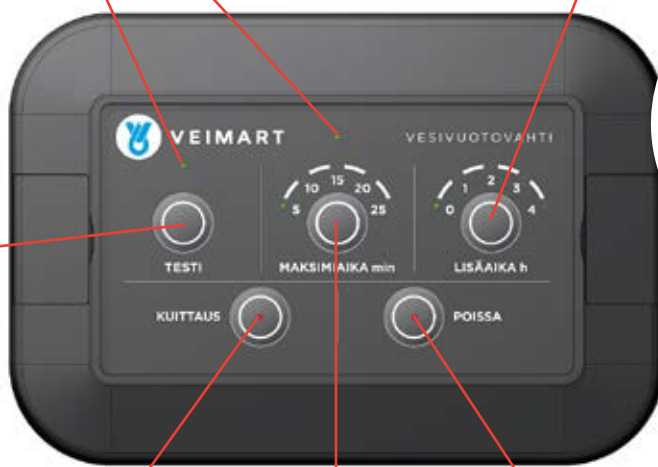 VEIMART
VESIVUOTOVAHTI
5 10 15 20 25
0 1 2 3 4
TESTI
MAKSIMIAIKA min
LISÄAIKA h
KUITTAUS
POISSA